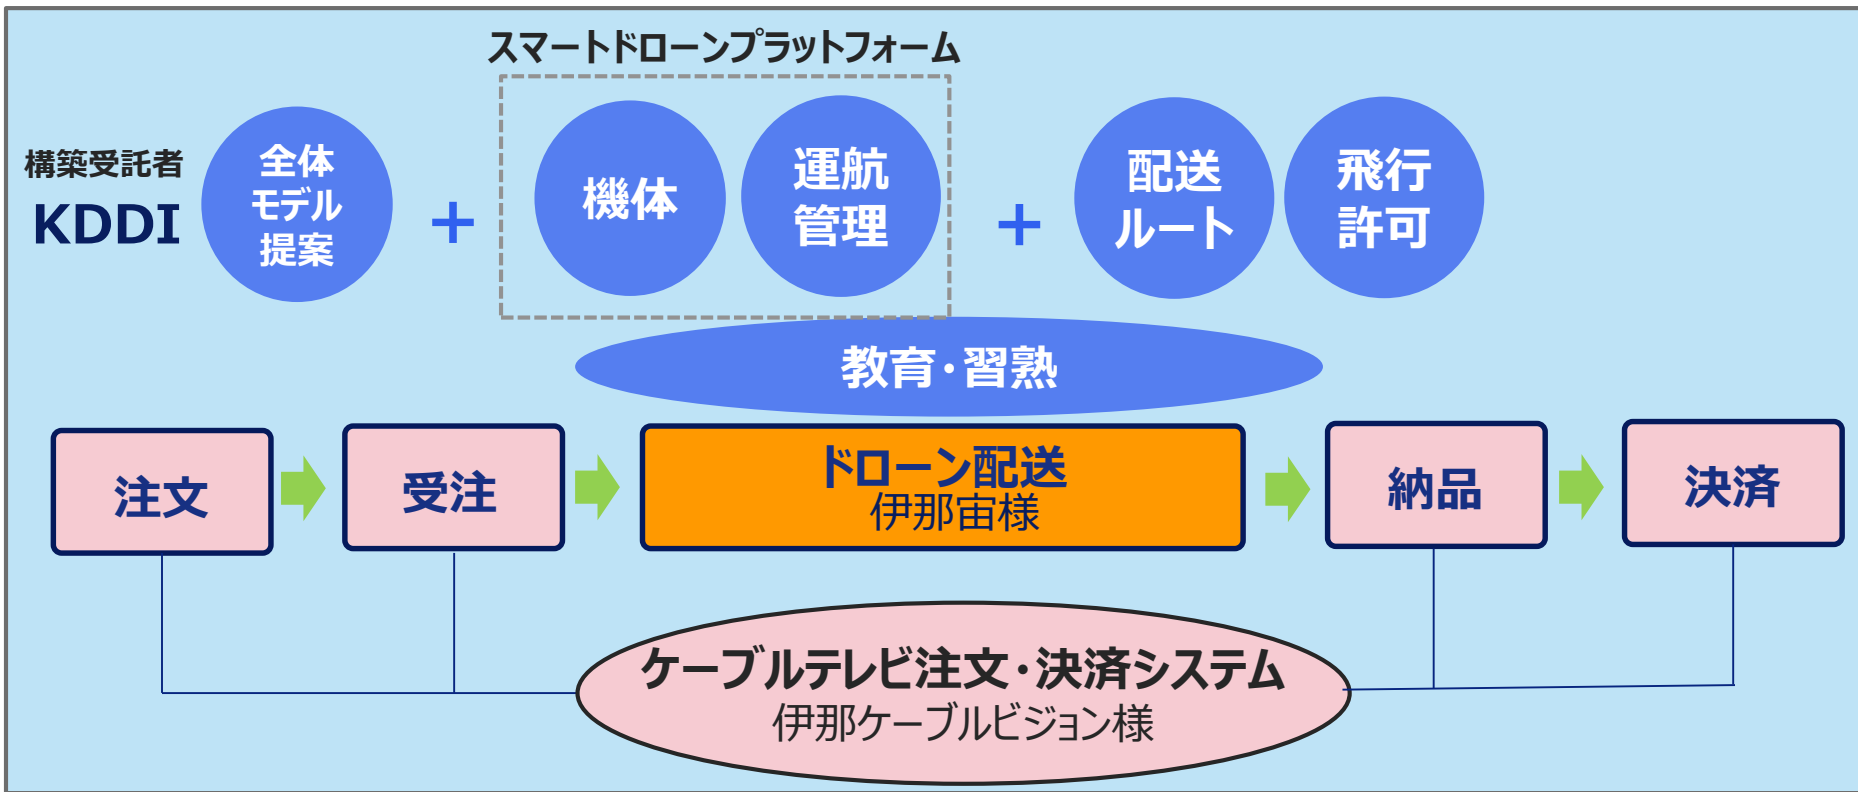 スマートドローンプラットフォーム
構築受託者
KDDI
全体
モデル
提案
+
機体
運航
管理
+
配送
ルート
飛行
許可
教育・習熟
注文
受注
ドローン配送
伊那宙様
納品
決済
ケーブルテレビ注文・決済システム
伊那ケーブルビジョン様